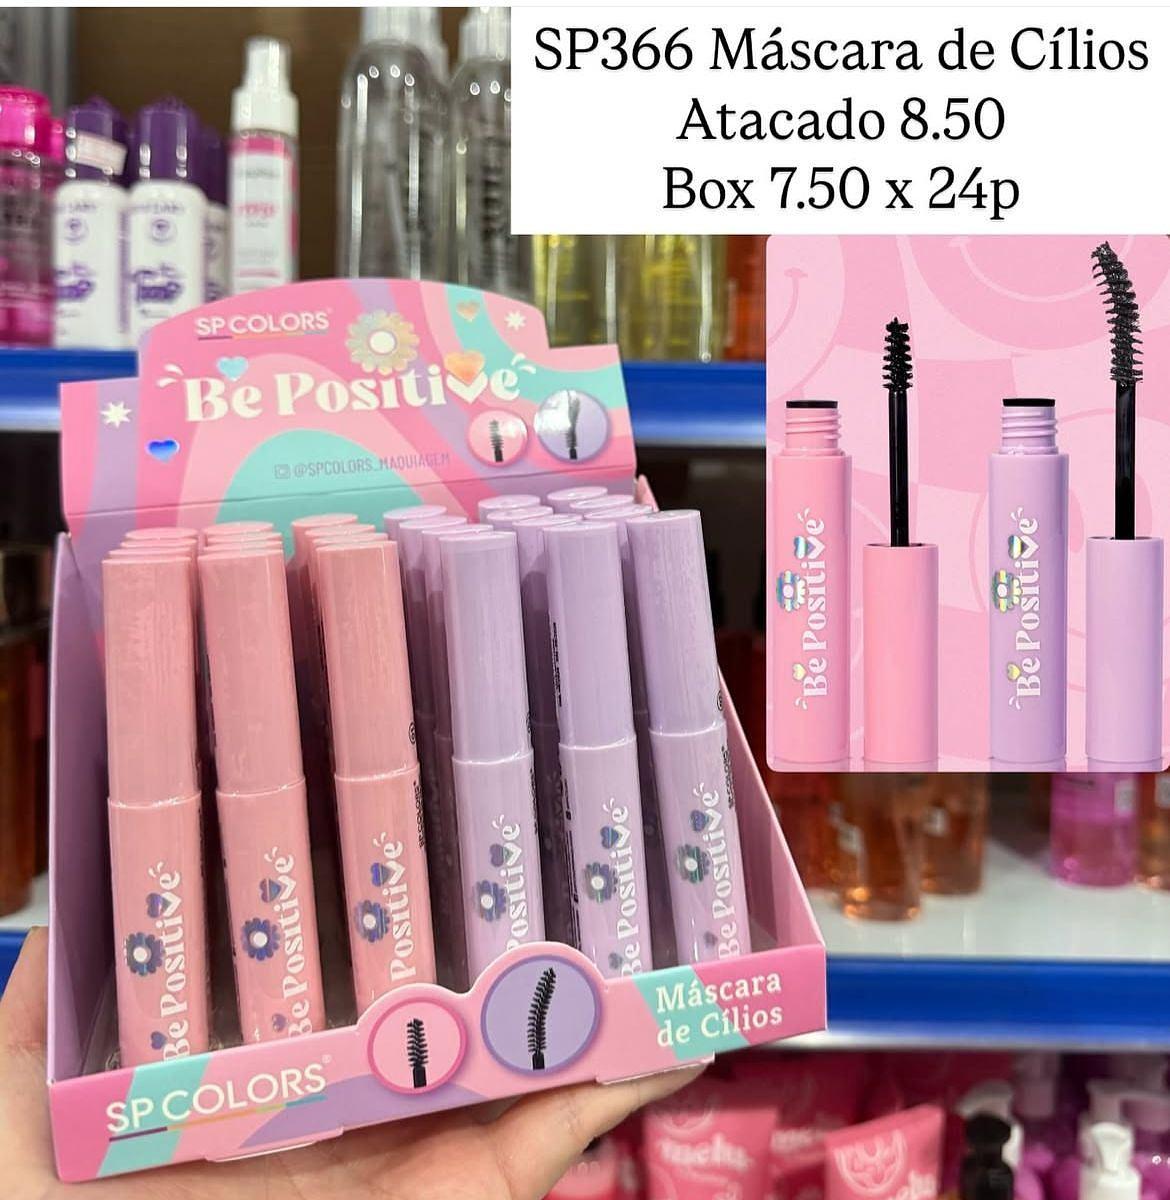 SP366 Máscara de Cílios
Atacado 8.50
Box 7.50 x 24p
SP COLORS
Be Positive
@SPCOLORS_MAQUIAGEM
Be Positive
Be Positive
Be Positive
Be Positive
Positive
Positive
Be Positive
Be Positive
Máscara
de Cílios
SP COLORS®